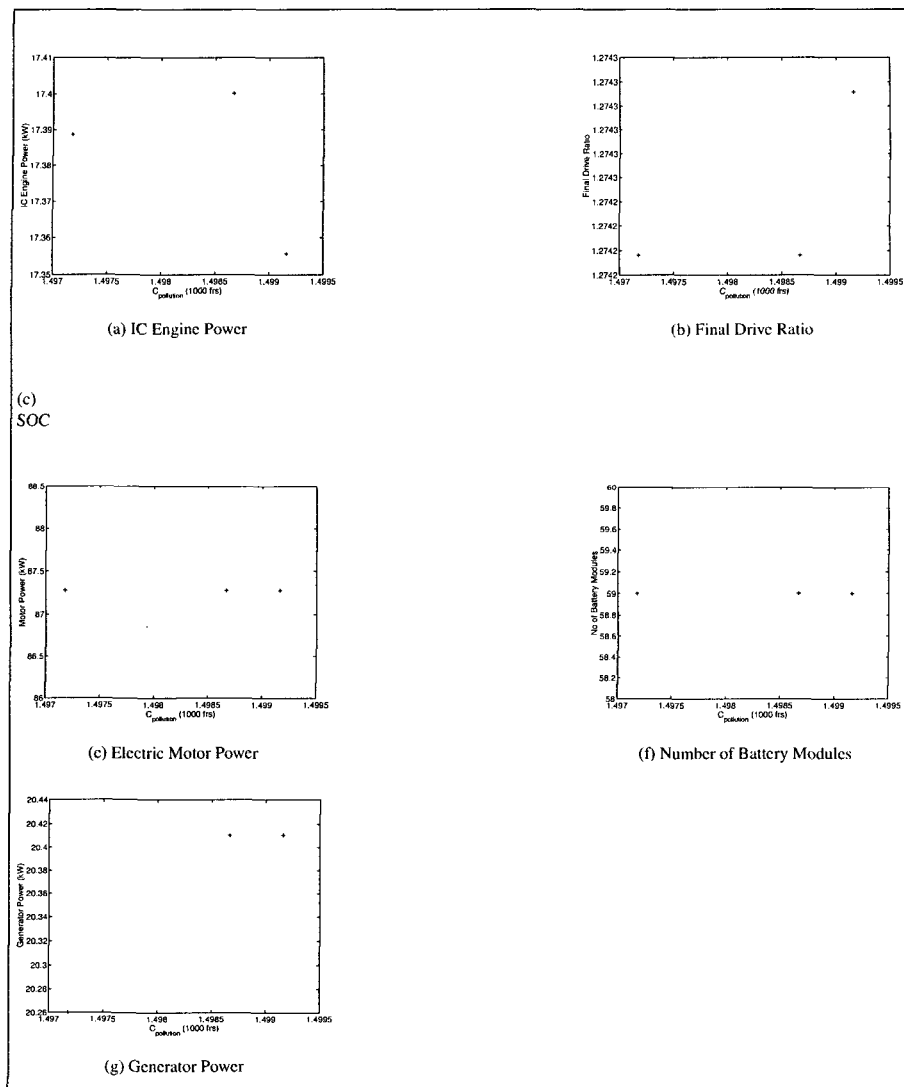 17.41
17.4
17.39
17.38
17.37
17.36
17.35
IC Engine Power (kW)
1.497 1.4975 1.498 1.4985 1.499 1.4995
C pollution (1000 frs)
(a) IC Engine Power
1.2743
1.2743
1.2743
1.2743
1.2743
1.2743
1.2742
1.2742
1.2742
1.2742
Final Drive Ratio
1.497 1.4975 1.498 1.4985 1.499 1.4995
C pollution (1000 frs)
(b) Final Drive Ratio
(c)
SOC
88.5
88
87.5
87
86.5
86
Motor Power (kW)
1.497 1.4975 1.498 1.4985 1.499 1.4995
C pollution (1000 frs)
(e) Electric Motor Power
60
59.8
59.6
59.4
59.2
59
58.8
58.6
58.4
58.2
58
No of Battery Modules
1.497 1.4975 1.498 1.4985 1.499 1.4995
C pollution (1000 frs)
(f) Number of Battery Modules
20.44
20.42
20.4
20.38
20.36
20.34
20.32
20.3
20.28
20.26
Generator Power (kW)
1.497 1.4975 1.498 1.4985 1.499 1.4995
C pollution (1000 frs)
(g) Generator Power